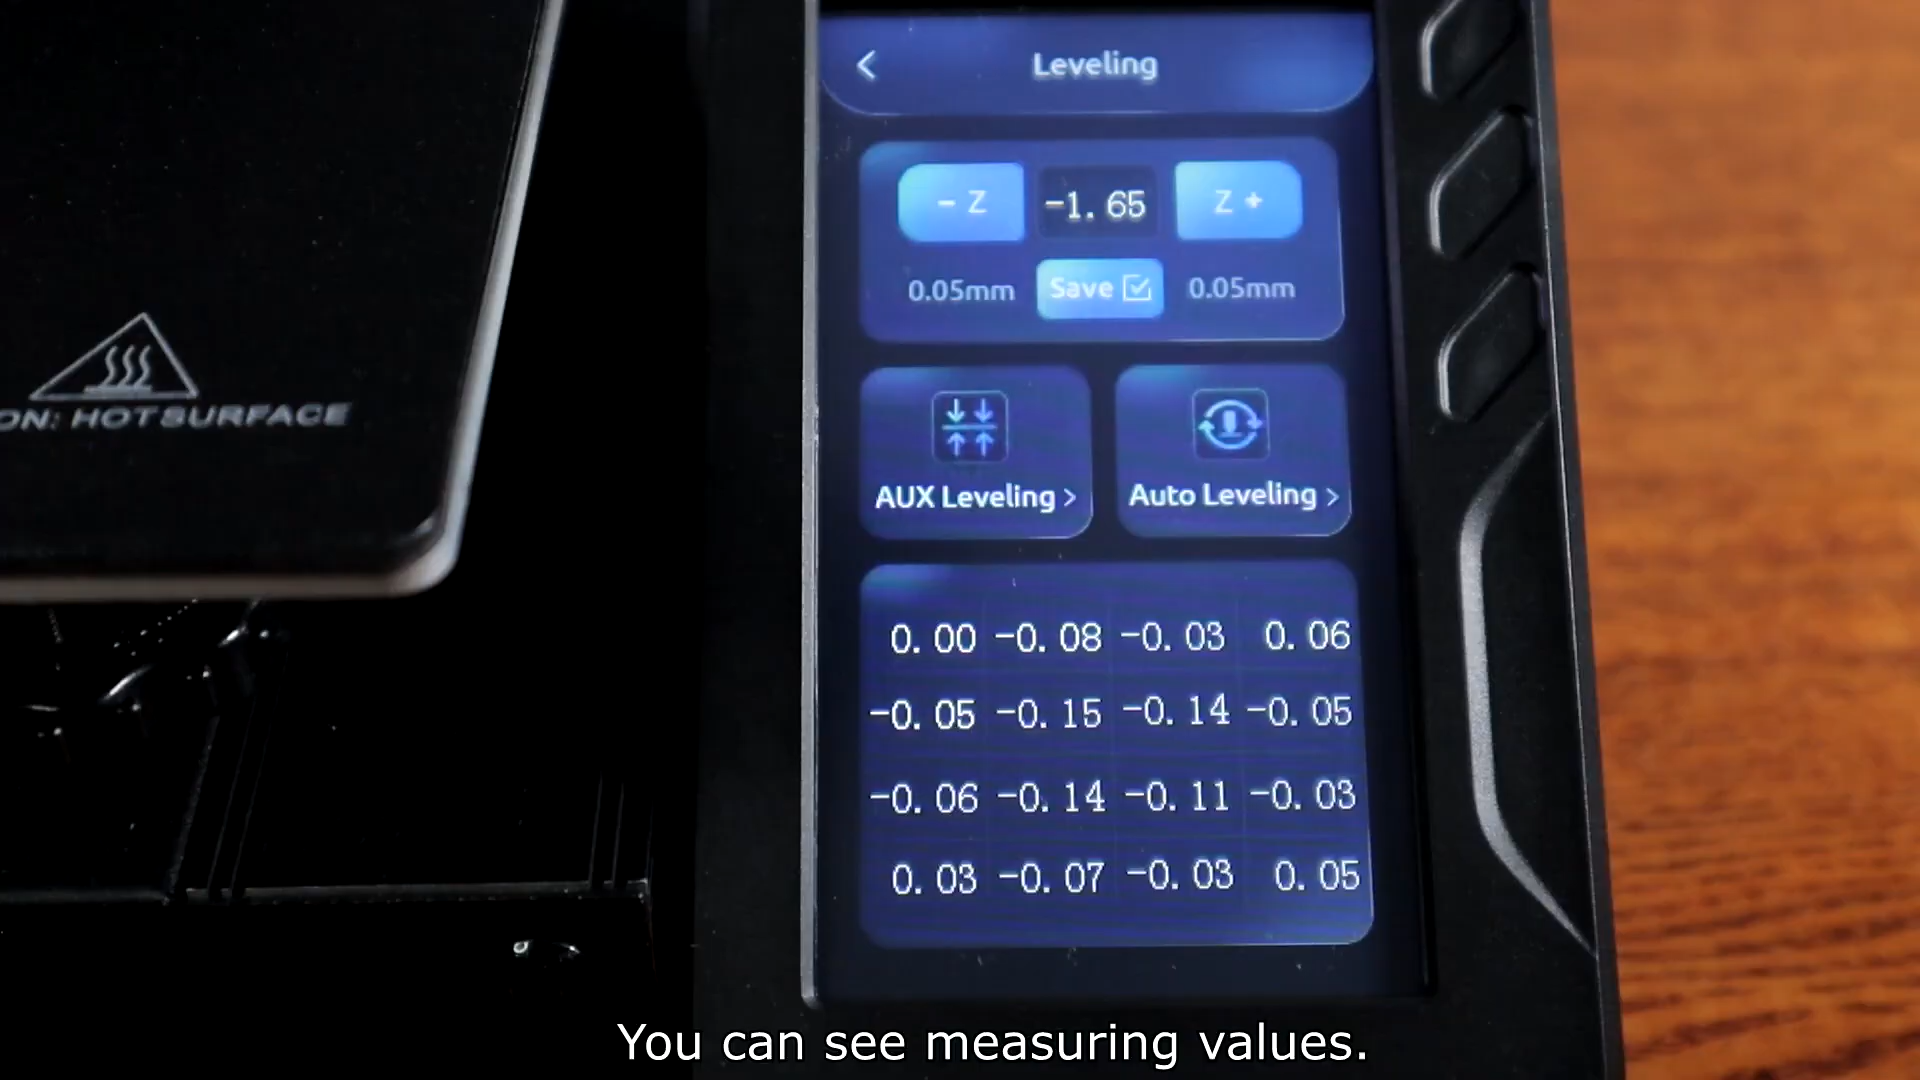 Leveling
- Z -1.65 Z +
0.05mm Save 0.05mm
AUX Leveling > Auto Leveling >
0.00 -0.08 -0.03 0.06
-0.05 -0.15 -0.14 -0.05
-0.06 -0.14 -0.11 -0.03
0.03 -0.07 -0.03 0.05
ON: HOT SURFACE
You can see measuring values.